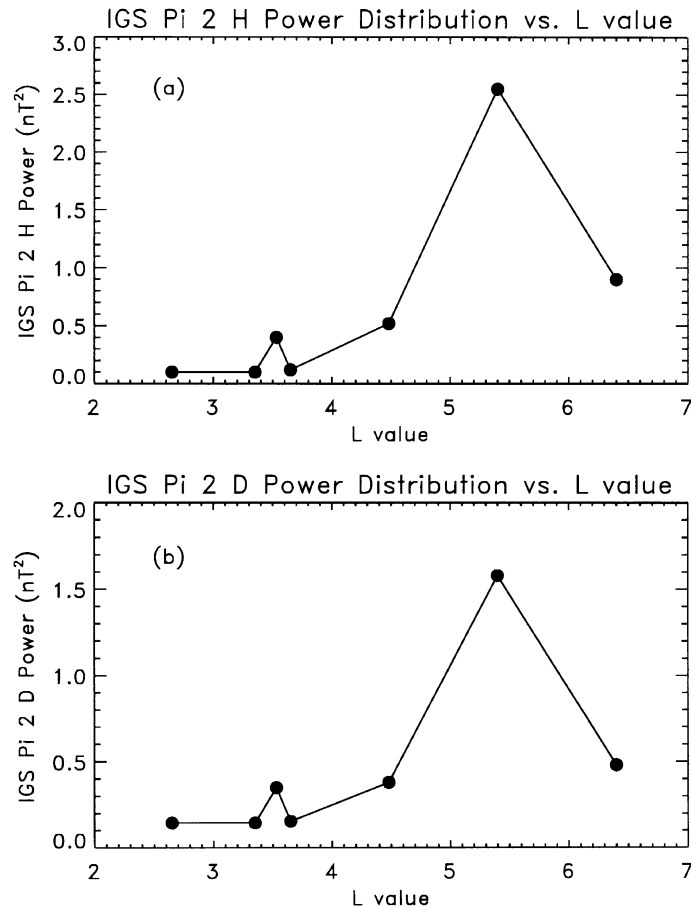 IGS Pi 2 H Power Distribution vs. L value
3.0
(a)
2.5
2.0
1.5
1.0
0.5
0.0
IGS Pi 2 H Power (nT²)
2 3 4 5 6 7
L value
IGS Pi 2 D Power Distribution vs. L value
2.0
(b)
1.5
1.0
0.5
0.0
IGS Pi 2 D Power (nT²)
2 3 4 5 6 7
L value